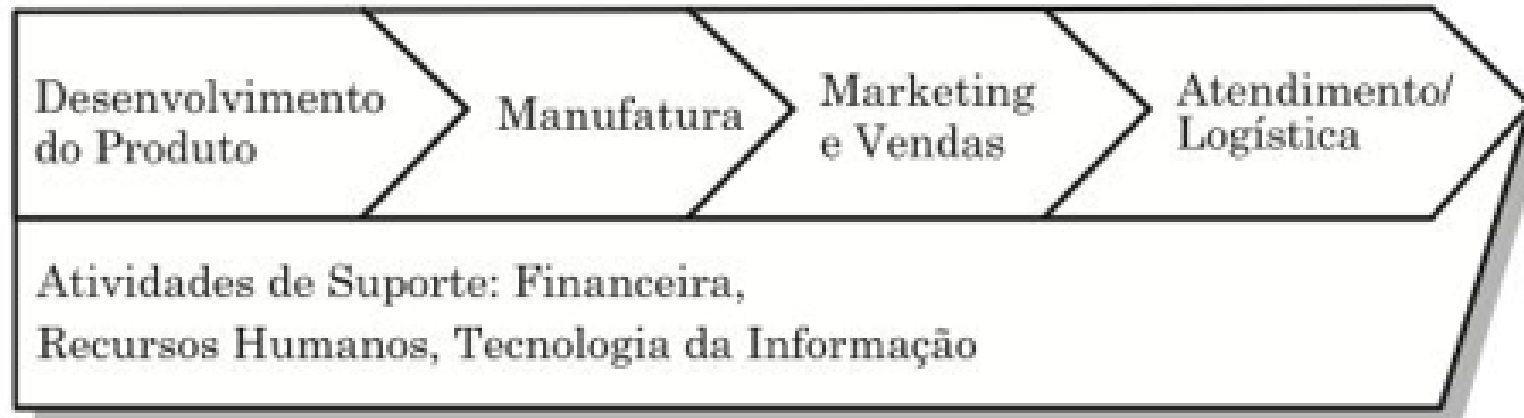 Desenvolvimento
do Produto
Manufatura
Marketing
e Vendas
Atendimento/
Logística
Atividades de Suporte: Financeira,
Recursos Humanos, Tecnologia da Informação